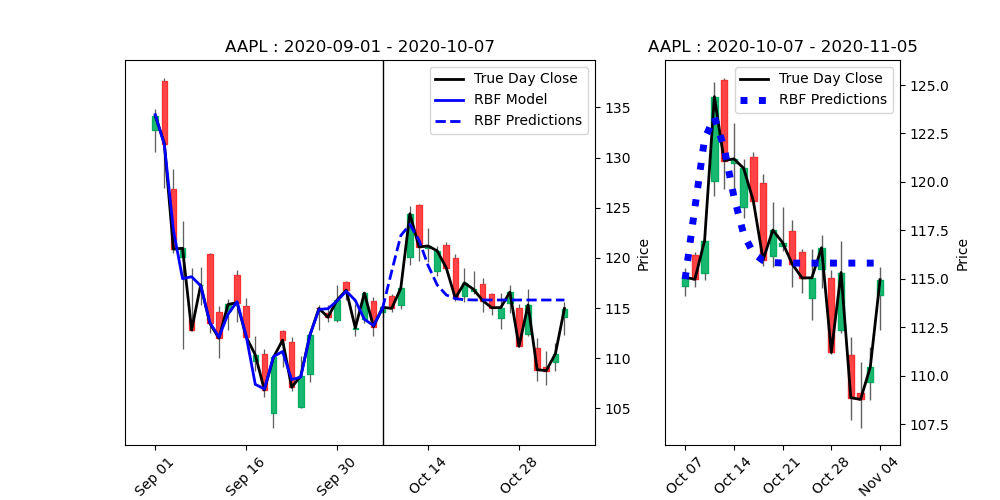 AAPL : 2020-09-01 - 2020-10-07
True Day Close
RBF Model
RBF Predictions
135
130
125
120
115
110
105
Price
Sep 01
Sep 16
Sep 30
Oct 14
Oct 28
AAPL : 2020-10-07 - 2020-11-05
True Day Close
RBF Predictions
125.0
122.5
120.0
117.5
115.0
112.5
110.0
107.5
Price
Oct 07
Oct 14
Oct 21
Oct 28
Nov 04